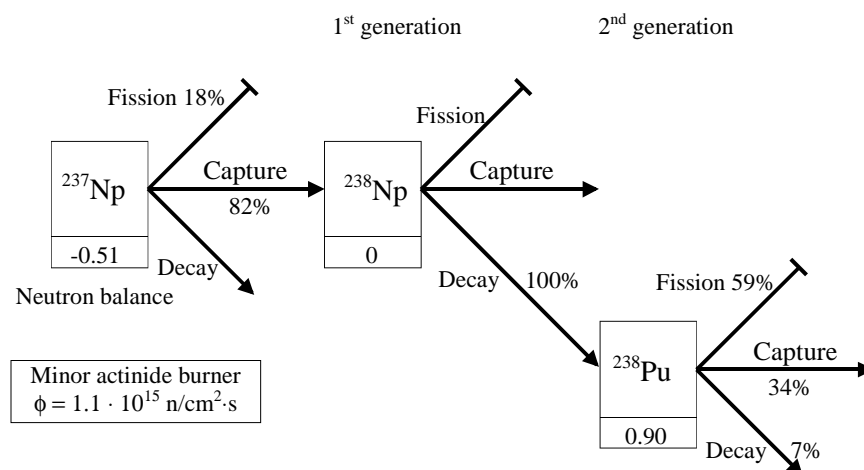 1st generation
2nd generation
Fission 18%
Fission
237Np
Capture
82%
238Np
Capture
-0.51
Decay
0
Decay
100%
Neutron balance
Fission 59%
Minor actinide burner
ϕ = 1.1 · 10^15 n/cm²·s
238Pu
Capture
34%
0.90
Decay
7%